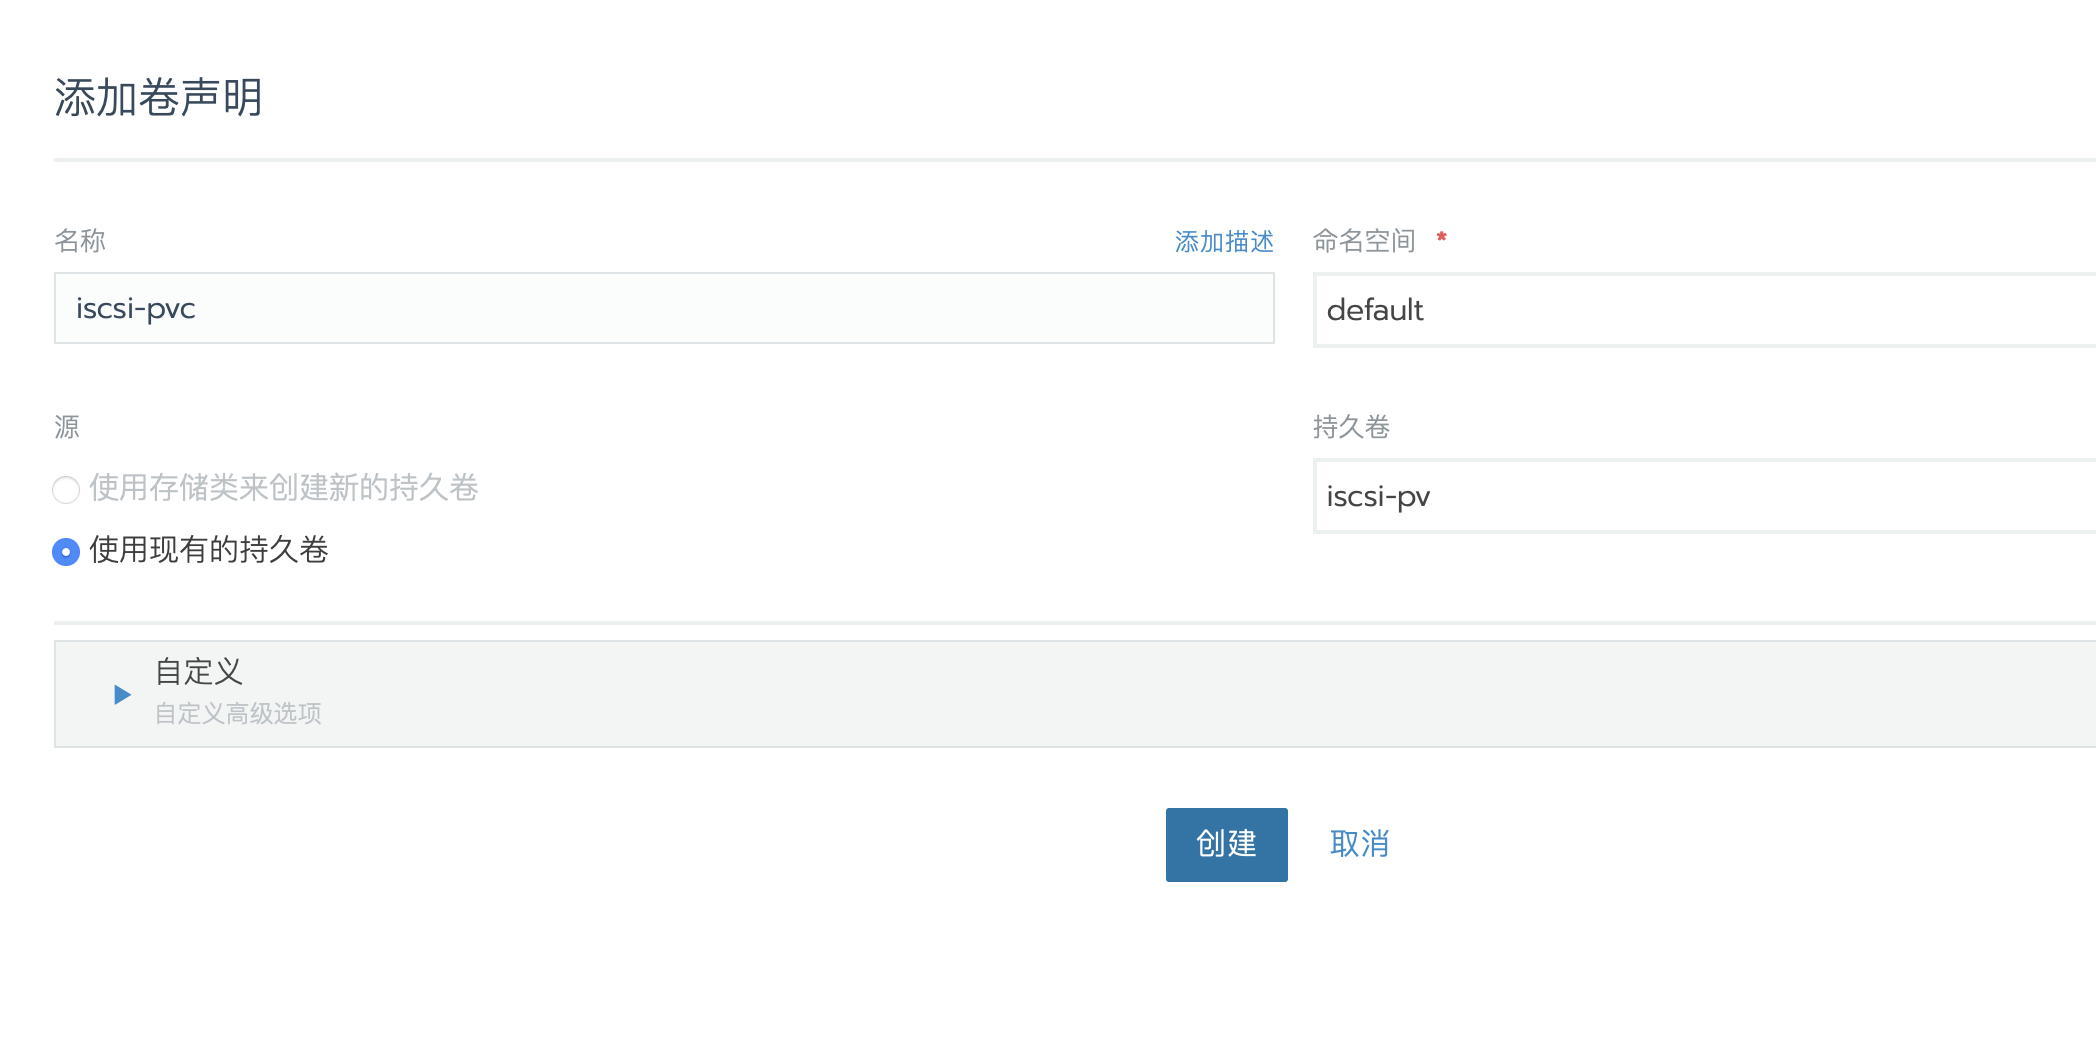 添加卷声明
名称
添加描述
命名空间 *
iscsi-pvc
default
源
持久卷
使用存储类来创建新的持久卷
iscsi-pv
使用现有的持久卷
自定义
自定义高级选项
创建
取消